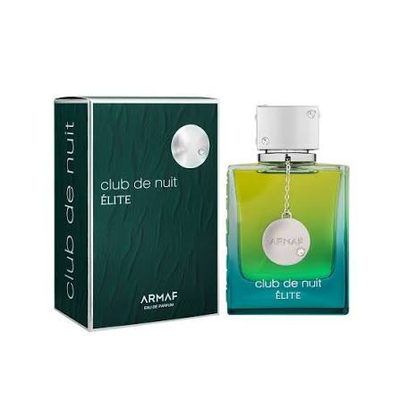 club de nuit
club de nuit
ÉLITE
ARMAF
EAU DE PARFUM
ARMAF
club de nuit
ÉLITE